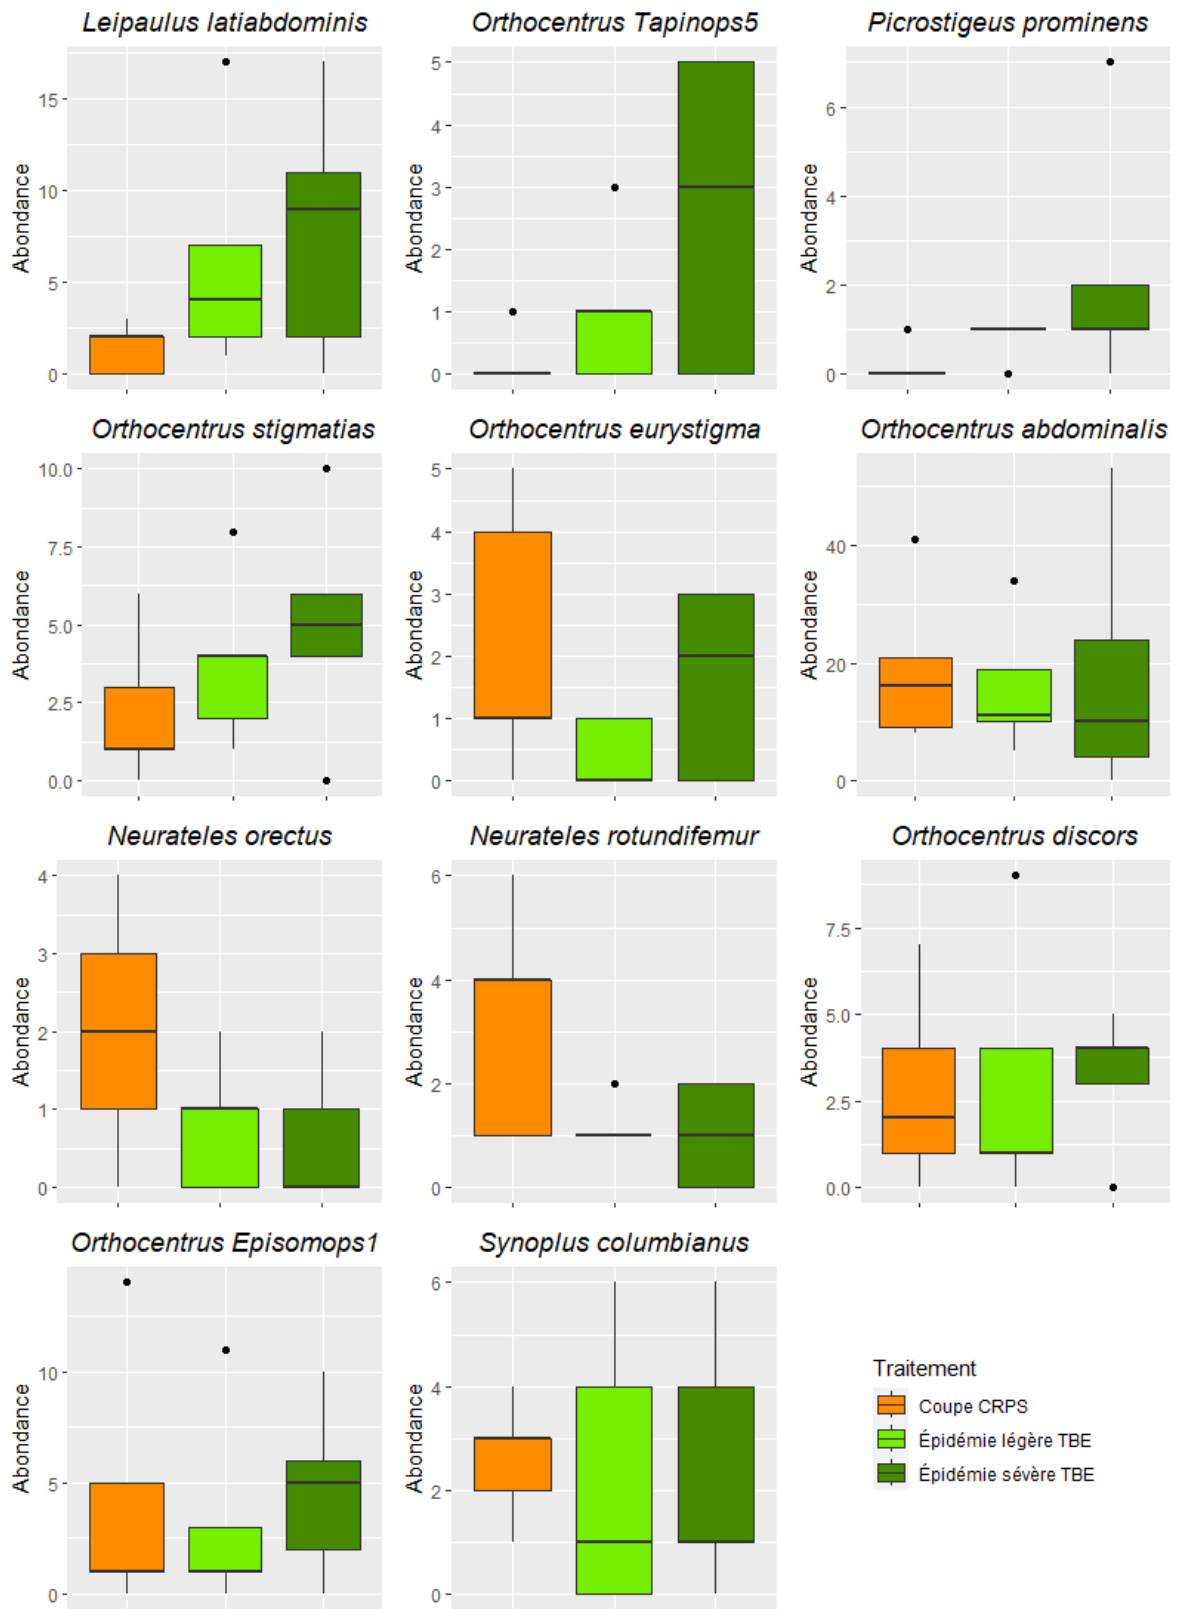 Leipaulus latiabdominis
Orthocentrus Tapinops5
Picrostigeus prominens
Abondance
15
10
5
0
Abondance
5
4
3
2
1
0
Abondance
6
4
2
0
Orthocentrus stigmatias
Orthocentrus eurystigma
Orthocentrus abdominalis
Abondance
10.0
7.5
5.0
2.5
0.0
Abondance
5
4
3
2
1
0
Abondance
40
20
0
Neurateles orectus
Neurateles rotundifemur
Orthocentrus discors
Abondance
4
3
2
1
0
Abondance
6
4
2
0
Abondance
7.5
5.0
2.5
0.0
Orthocentrus Episomops1
Synoplus columbianus
Abondance
10
5
0
Abondance
6
4
2
0
Traitement
Coupe CRPS
Épidémie légère TBE
Épidémie sévère TBE